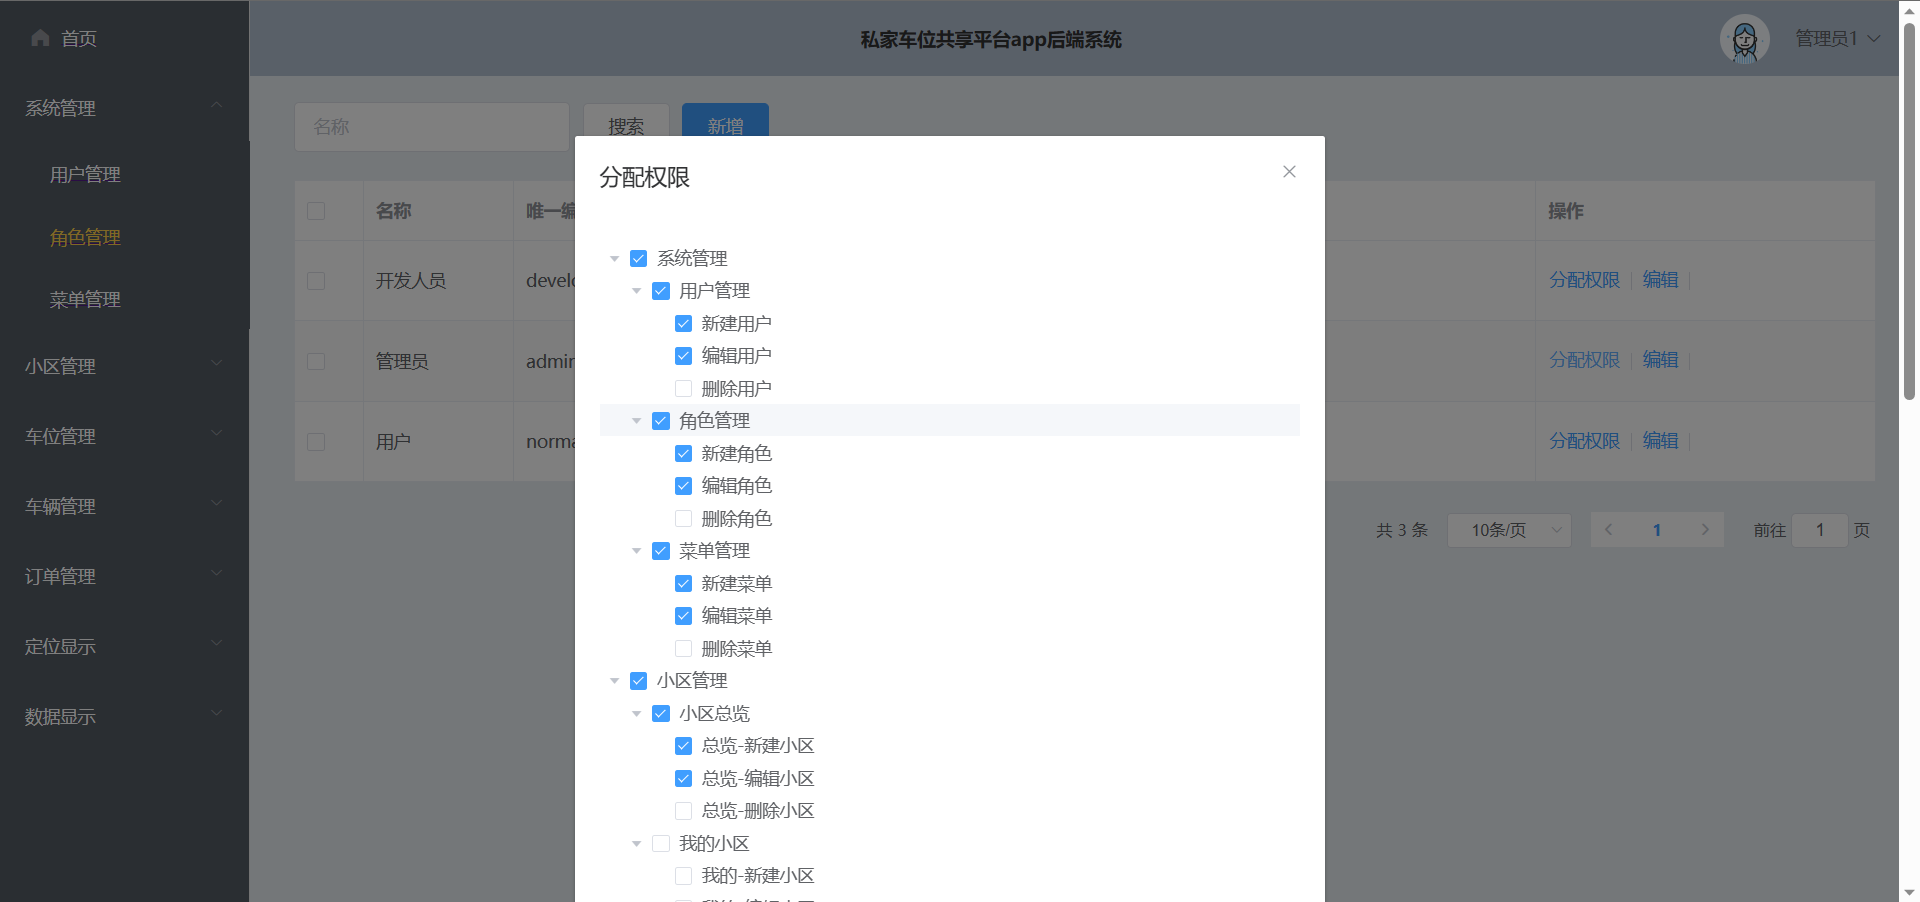 首页
私家车位共享平台app后端系统
管理员1
系统管理
用户管理
角色管理
菜单管理
小区管理
车位管理
车辆管理
订单管理
定位显示
数据显示
名称
搜索
新增
名称
唯一编
操作
开发人员
develo
分配权限
编辑
管理员
admin
分配权限
编辑
用户
norma
分配权限
编辑
共 3 条
10条/页
1
前往
1
页
分配权限
系统管理
用户管理
新建用户
编辑用户
删除用户
角色管理
新建角色
编辑角色
删除角色
菜单管理
新建菜单
编辑菜单
删除菜单
小区管理
小区总览
总览-新建小区
总览-编辑小区
总览-删除小区
我的小区
我的-新建小区